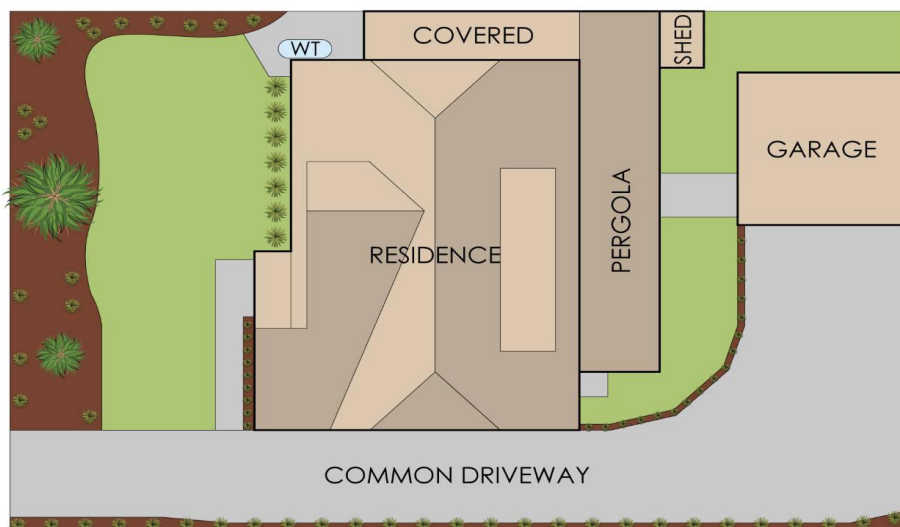 COVERED
SHED
WT
GARAGE
PERGOLA
RESIDENCE
COMMON DRIVEWAY